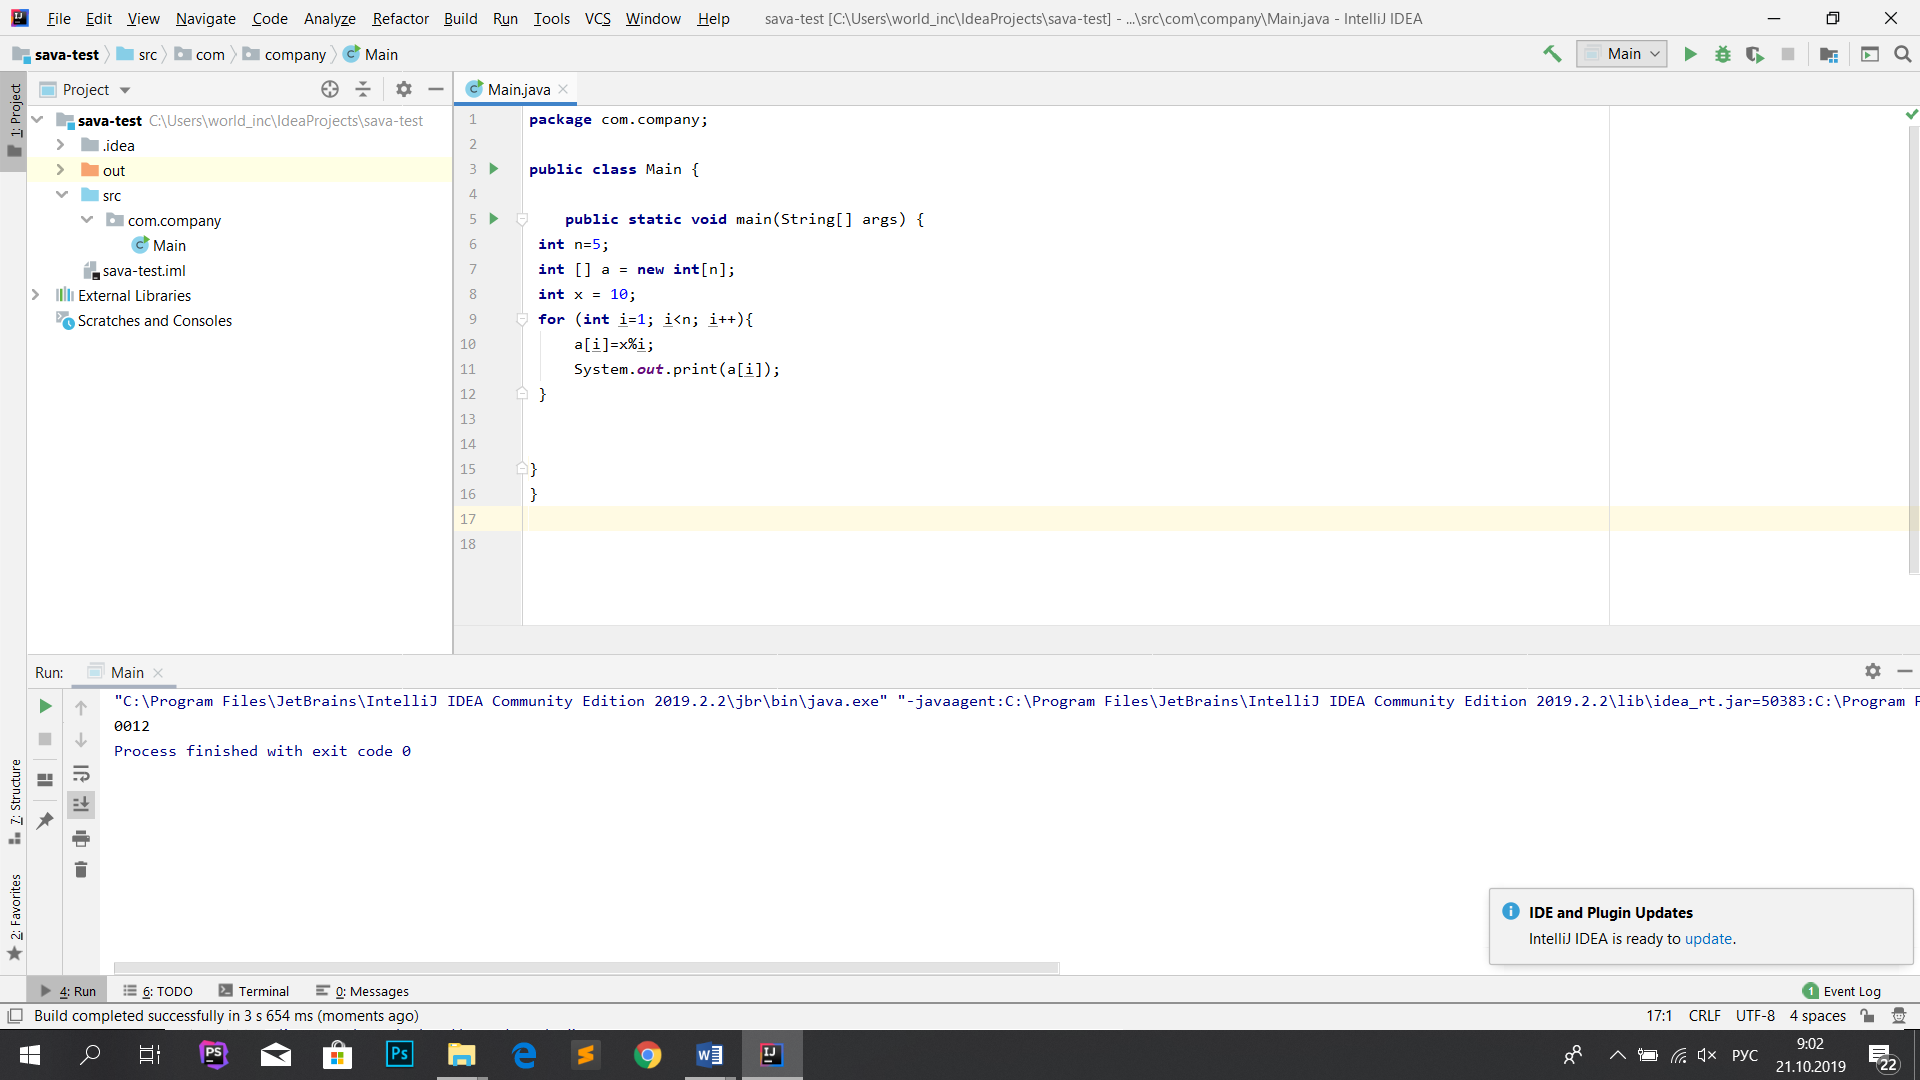 File Edit View Navigate Code Analyze Refactor Build Run Tools VCS Window Help sava-test [C:\Users\world_inc\IdeaProjects\sava-test] - ...\src\com\company\Main.java - IntelliJ IDEA
sava-test src com company Main Main
1: Project
Project
Main.java
sava-test C:\Users\world_inc\IdeaProjects\sava-test
.idea
out
src
com.company
Main
sava-test.iml
External Libraries
Scratches and Consoles
1 package com.company;
2
3 public class Main {
4
5 public static void main(String[] args) {
6 int n=5;
7 int [] a = new int[n];
8 int x = 10;
9 for (int i=1; i<n; i++){
10 a[i]=x%i;
11 System.out.print(a[i]);
12 }
13
14
15 }
16 }
17
18
Run: Main
"C:\Program Files\JetBrains\IntelliJ IDEA Community Edition 2019.2.2\jbr\bin\java.exe" "-javaagent:C:\Program Files\JetBrains\IntelliJ IDEA Community Edition 2019.2.2\lib\idea_rt.jar=50383:C:\Program
0012
Process finished with exit code 0
7: Structure
2: Favorites
IDE and Plugin Updates
IntelliJ IDEA is ready to update.
4: Run 6: TODO Terminal 0: Messages 1 Event Log
Build completed successfully in 3 s 654 ms (moments ago) 17:1 CRLF UTF-8 4 spaces
PS Ps W IJ РУС 9:02
21.10.2019
22